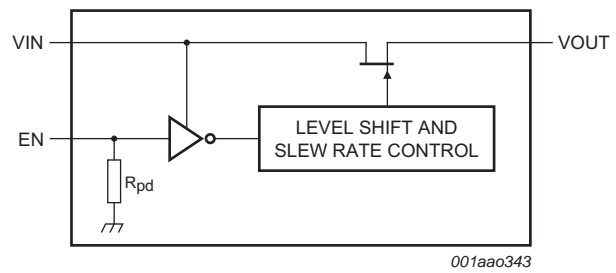 VIN
VOUT
EN
LEVEL SHIFT AND
SLEW RATE CONTROL
Rpd
001aao343